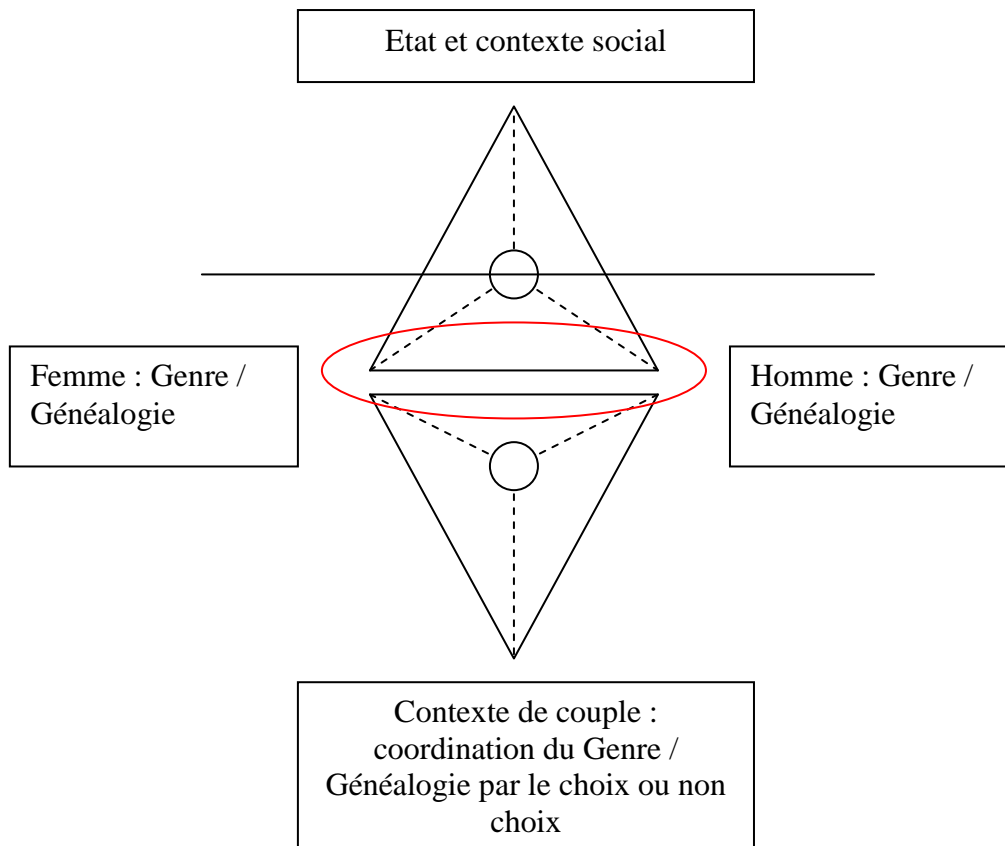 Etat et contexte social
Femme : Genre /
Généalogie
Homme : Genre /
Généalogie
Contexte de couple :
coordination du Genre /
Généalogie par le choix ou non
choix